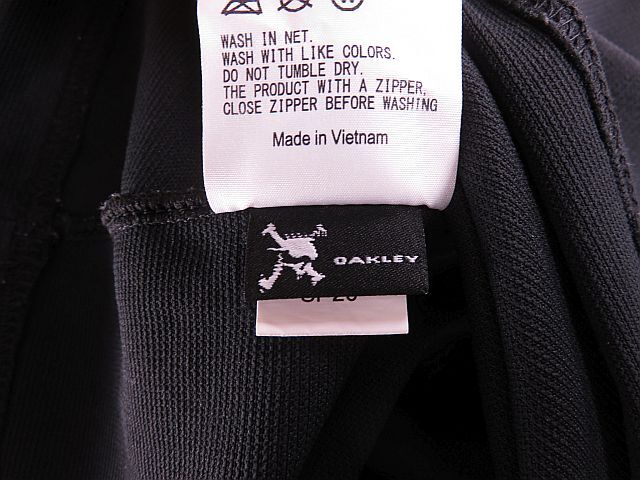 WASH IN NET.
WASH WITH LIKE COLORS.
DO NOT TUMBLE DRY.
THE PRODUCT WITH A ZIPPER,
CLOSE ZIPPER BEFORE WASHING
Made in Vietnam
OAKLEY